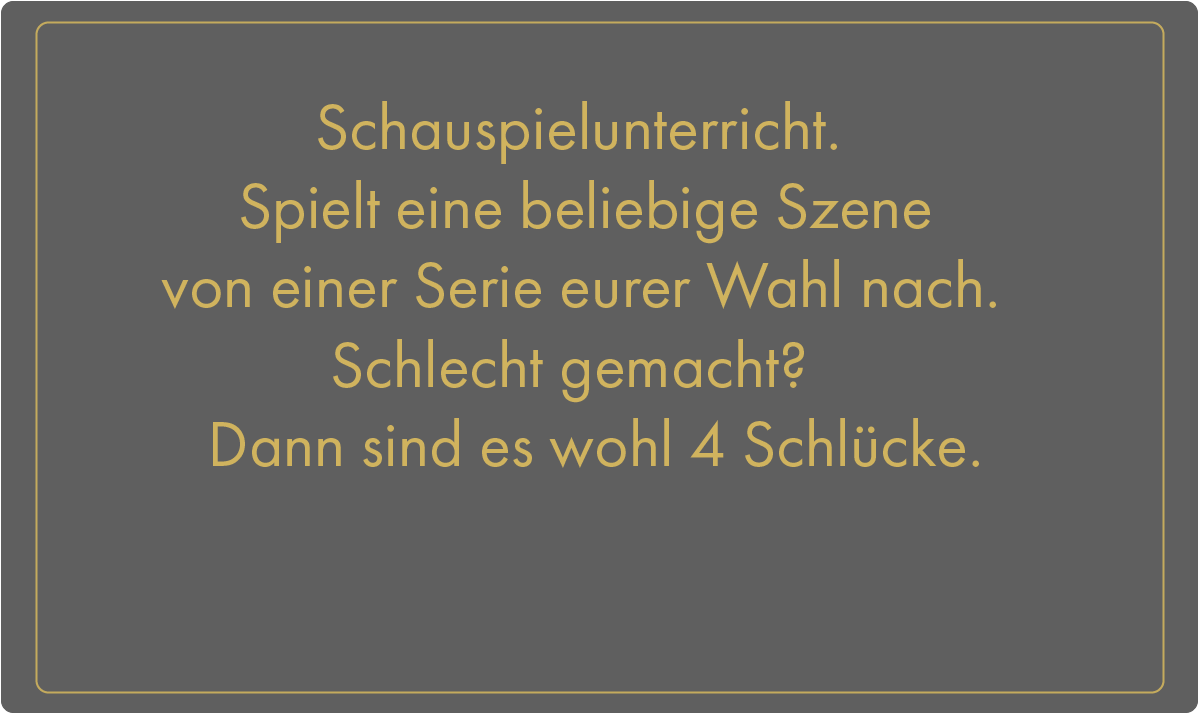 Schauspielunterricht.
Spielt eine beliebige Szene
von einer Serie eurer Wahl nach.
Schlecht gemacht?
Dann sind es wohl 4 Schlücke.